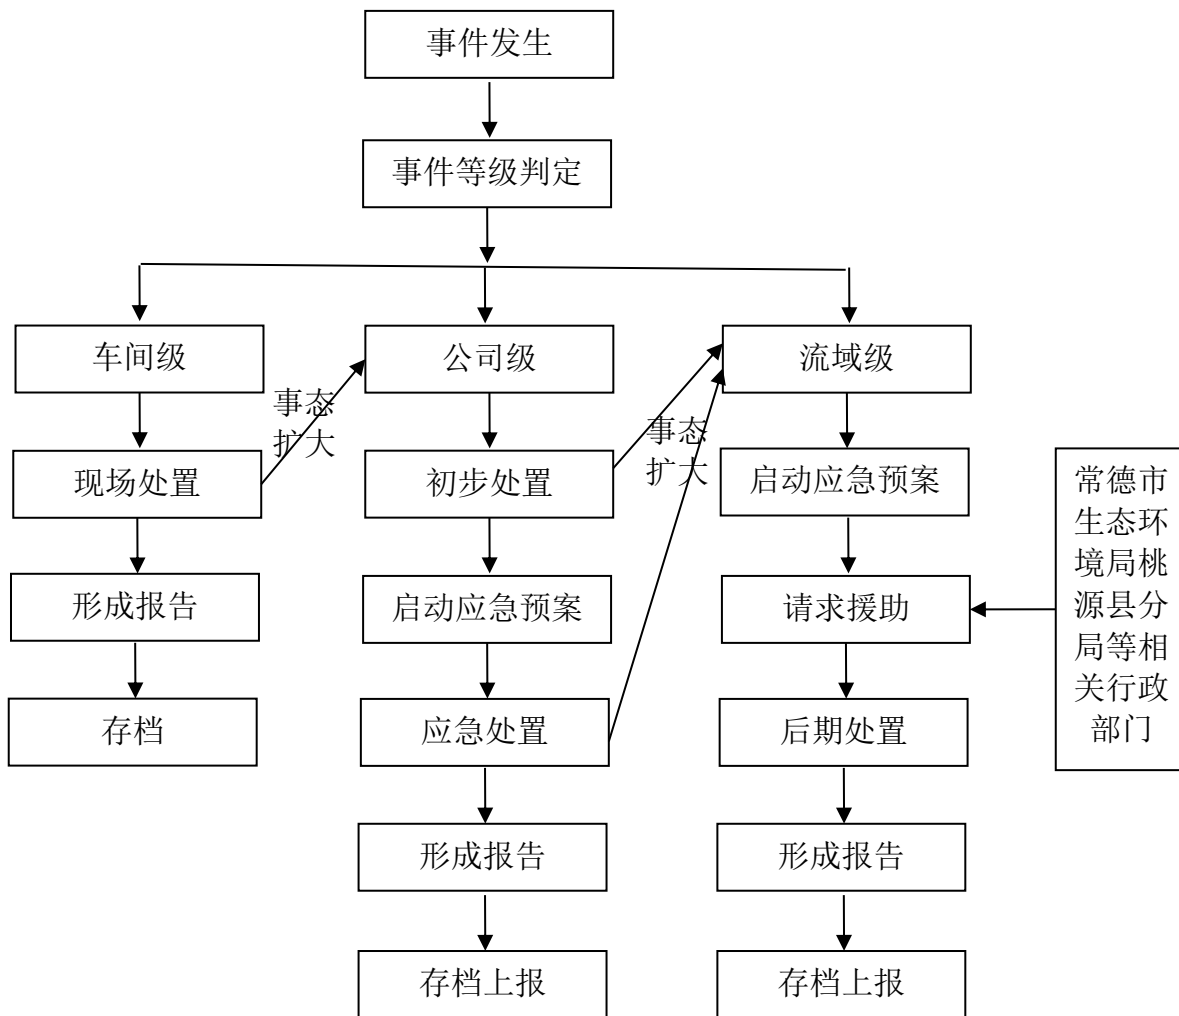 事件发生
事件等级判定
车间级
公司级
流域级
事态
扩大
事态
扩大
现场处置
初步处置
启动应急预案
常德市
生态环
境局桃
源县分
局等相
关行政
部门
形成报告
启动应急预案
请求援助
存档
应急处置
后期处置
形成报告
形成报告
存档上报
存档上报